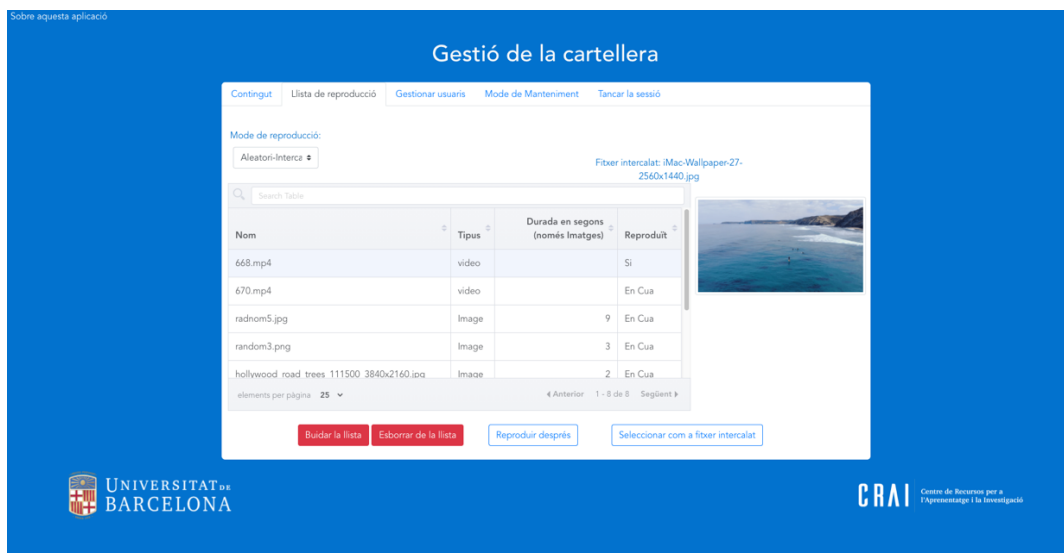 Sobre aquesta aplicació
Gestió de la cartellera
Contingut Llista de reproducció Gestionar usuaris Mode de Manteniment Tancar la sessió
Mode de reproducció:
Aleatori-Interca
Fitxer intercalat: iMac-Wallpaper-27-
2560x1440.jpg
Search Table
Nom Tipus Durada en segons
(només Imatges) Reproduït
668.mp4 video Si
670.mp4 video En Cua
radnom5.jpg Image 9 En Cua
random3.png Image 3 En Cua
hollywood_road_trees_111500_3840x2160.jpg Image 2 En Cua
elements per pàgina 25 Anterior 1 - 8 de 8 Següent
Buidar la llista Esborrar de la llista Reproduir després Seleccionar com a fitxer intercalat
UNIVERSITAT DE
BARCELONA
CRAI Centre de Recursos per a
l'Aprenentatge i la Investigació